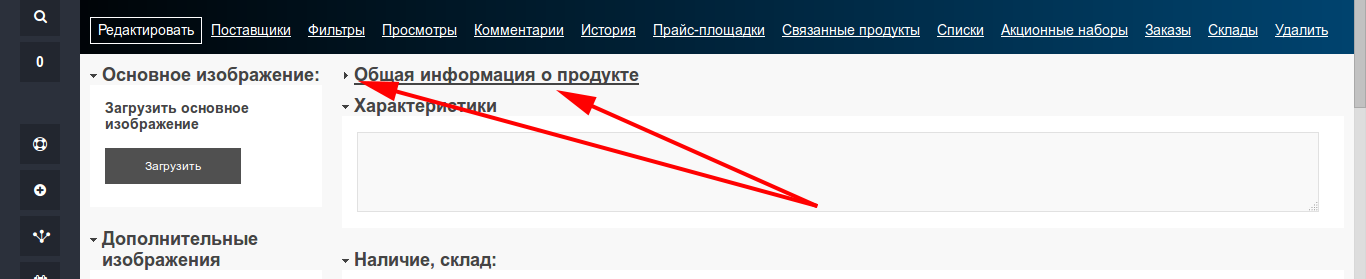 Редактировать Поставщики Фильтры Просмотры Комментарии История Прайс-площадки Связанные продукты Списки Акционные наборы Заказы Склады Удалить
0
Основное изображение:
Загрузить основное
изображение
Загрузить
Дополнительные
изображения
Общая информация о продукте
Характеристики
Наличие, склад: